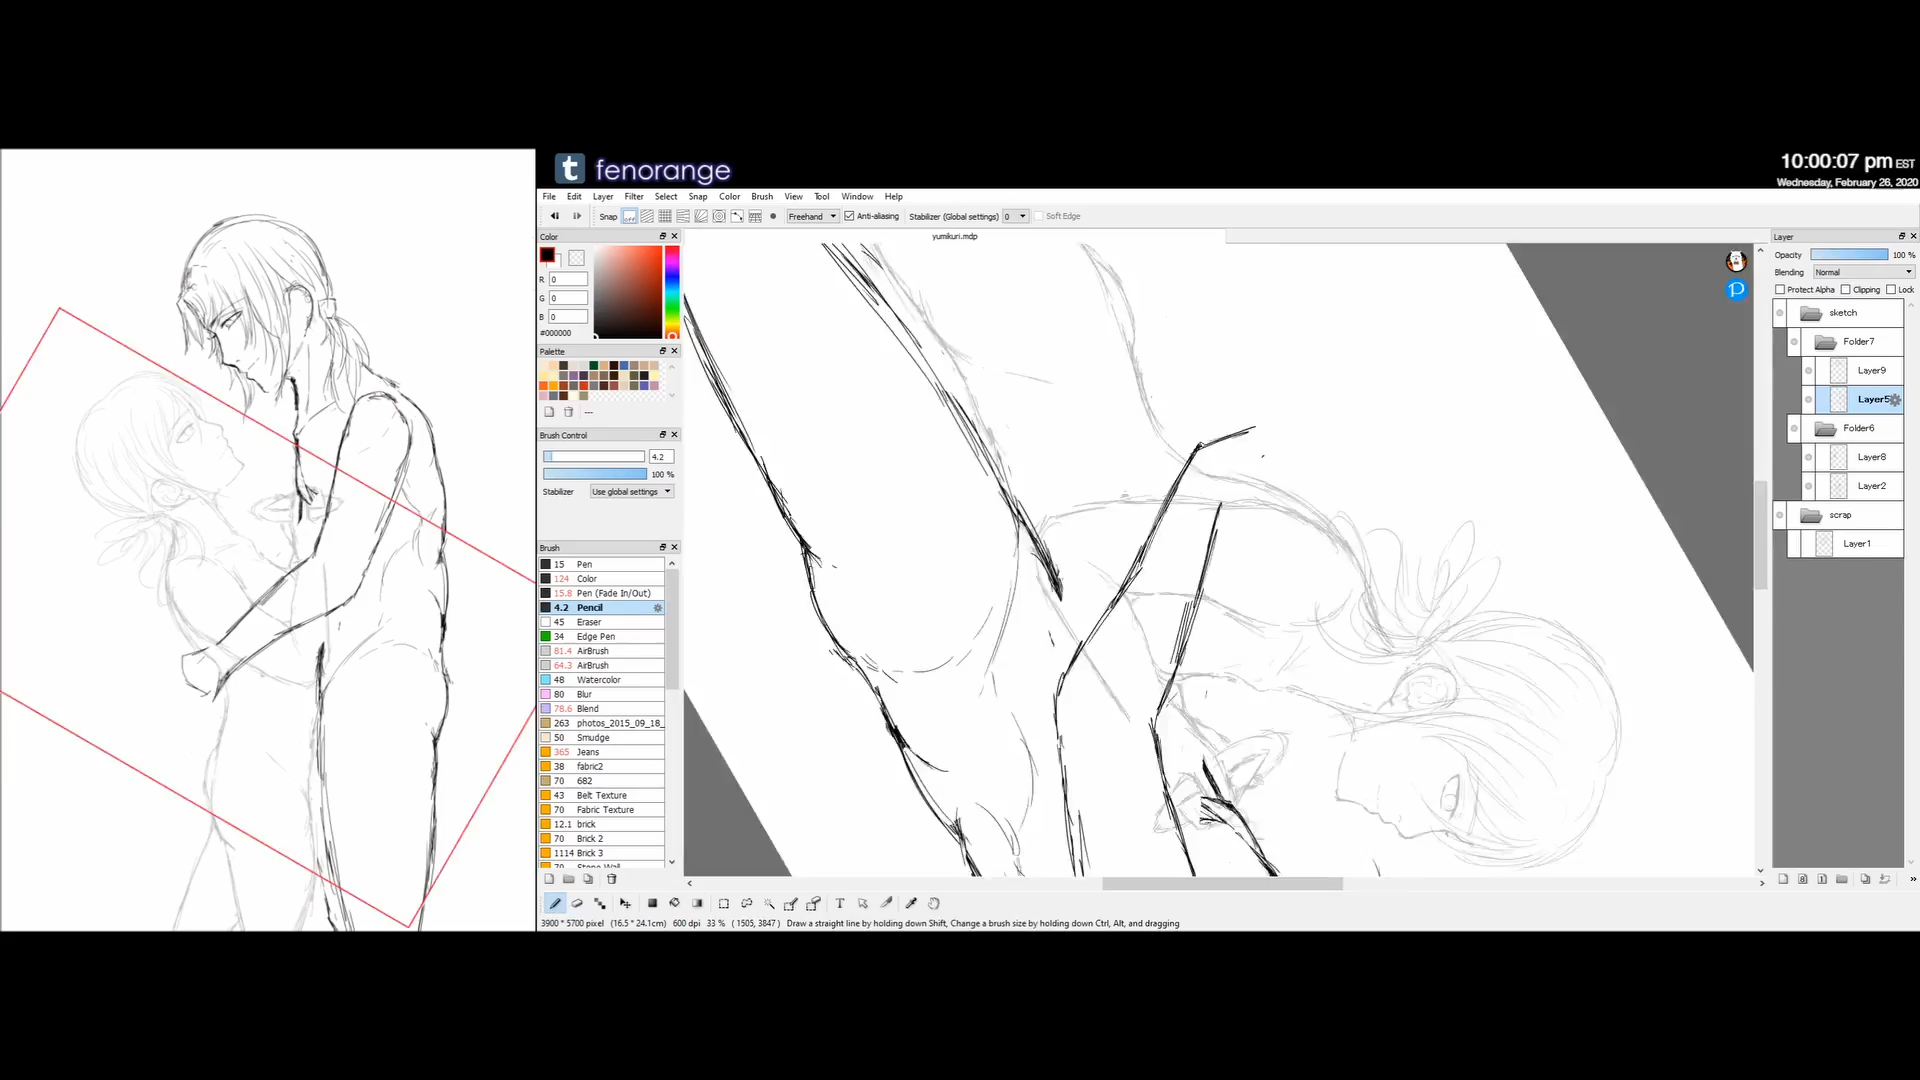 t fenorange
10:00:07 pm EST
Wednesday, February 26, 2020
File Edit Layer Filter Select Snap Color Brush View Tool Window Help
Snap off Freehand Anti-aliasing Stabilizer (Global settings) 0 Soft Edge
Color
yumikuri.mdp
R 0
G 0
B 0
#000000
Palette
---
Brush Control
4.2
100 %
Stabilizer Use global settings
Brush
15 Pen
124 Color
15.8 Pen (Fade In/Out)
4.2 Pencil
45 Eraser
34 Edge Pen
81.4 AirBrush
64.3 AirBrush
48 Watercolor
80 Blur
78.6 Blend
263 photos_2015_09_18_
50 Smudge
365 Jeans
38 fabric2
70 682
43 Belt Texture
70 Fabric Texture
12.1 brick
70 Brick 2
1114 Brick 3
70 Stone Wall
Layer
Opacity 100 %
Blending Normal
Protect Alpha Clipping Lock
sketch
Folder7
Layer9
Layer5
Folder6
Layer8
Layer2
scrap
Layer1
3900 * 5700 pixel (16.5 * 24.1cm) 600 dpi 33 % ( 1505, 3847 ) Draw a straight line by holding down Shift, Change a brush size by holding down Ctrl, Alt, and dragging